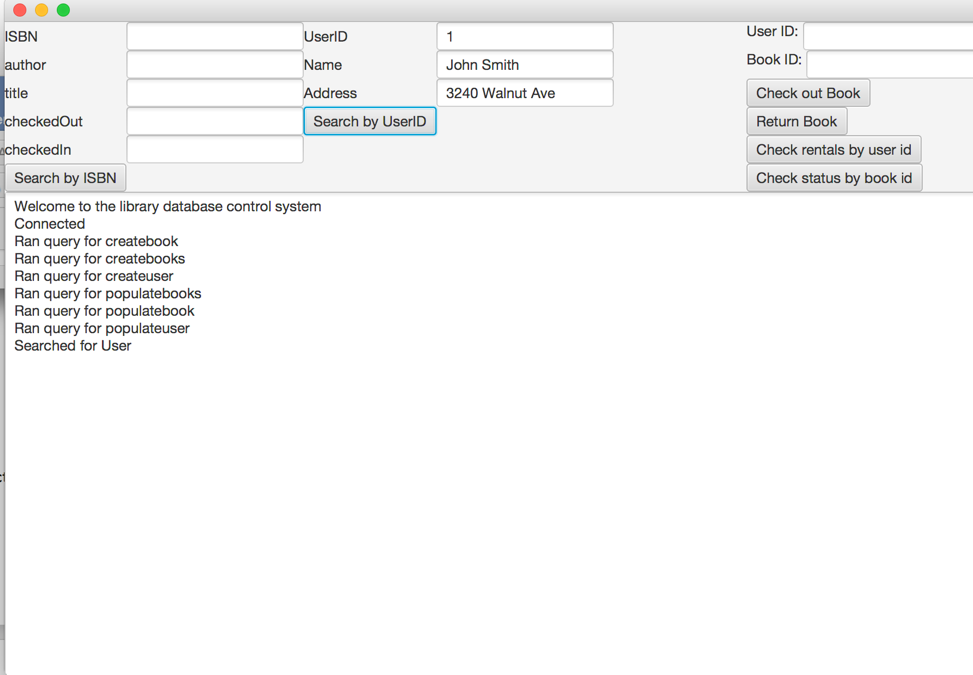 ISBN
UserID
1
User ID:
author
Name
John Smith
Book ID:
title
Address
3240 Walnut Ave
Check out Book
checkedOut
Search by UserID
Return Book
checkedIn
Check rentals by user id
Search by ISBN
Check status by book id
Welcome to the library database control system
Connected
Ran query for createbook
Ran query for createbooks
Ran query for createuser
Ran query for populatebooks
Ran query for populatebook
Ran query for populateuser
Searched for User